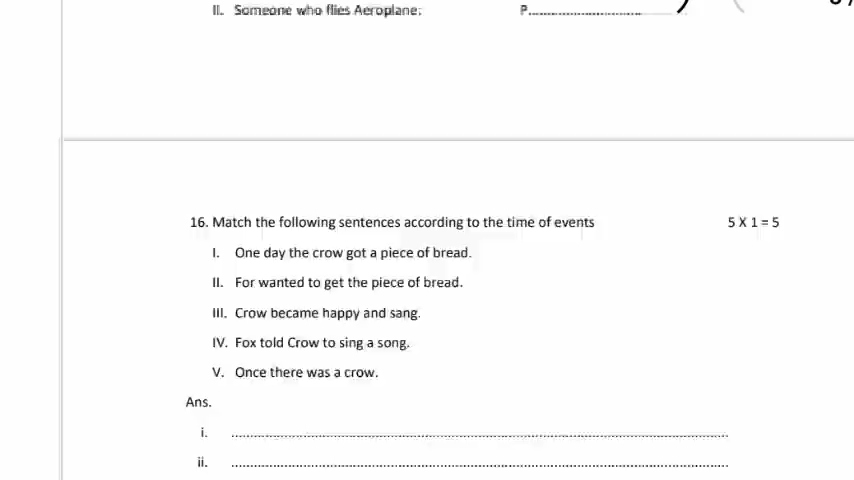 II. Someone who flies Aeroplane: P..............................
16. Match the following sentences according to the time of events 5 X 1 = 5
I. One day the crow got a piece of bread.
II. For wanted to get the piece of bread.
III. Crow became happy and sang.
IV. Fox told Crow to sing a song.
V. Once there was a crow.
Ans.
i. ........................................................................
ii. ........................................................................